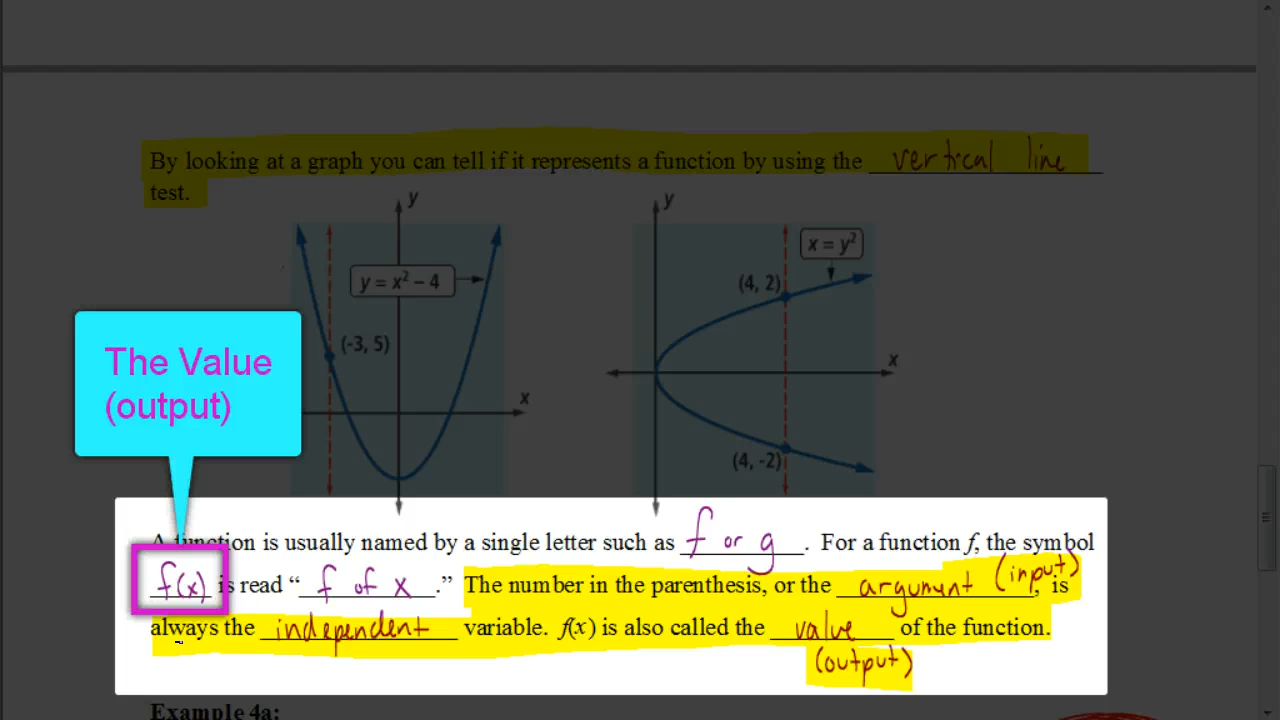 By looking at a graph you can tell if it represents a function by using the vertical line
test.
y
y
x = y²
y = x² − 4
(4, 2)
(-3, 5)
x
x
(4, -2)
The Value
(output)
A function is usually named by a single letter such as f or g. For a function f, the symbol
f(x) is read “f of x.” The number in the parenthesis, or the argument (input), is
always the independent variable. f(x) is also called the value of the function.
(output)
Example 4a: